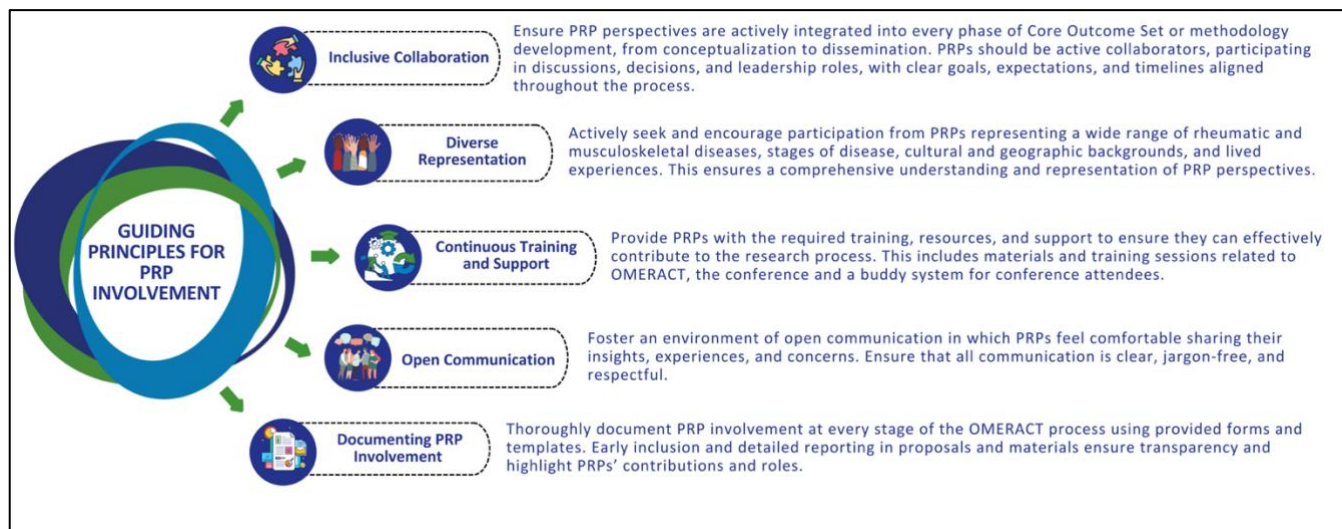 GUIDING
PRINCIPLES FOR
PRP
INVOLVEMENT
Inclusive Collaboration
Ensure PRP perspectives are actively integrated into every phase of Core Outcome Set or methodology
development, from conceptualization to dissemination. PRPs should be active collaborators, participating
in discussions, decisions, and leadership roles, with clear goals, expectations, and timelines aligned
throughout the process.
Diverse
Representation
Actively seek and encourage participation from PRPs representing a wide range of rheumatic and
musculoskeletal diseases, stages of disease, cultural and geographic backgrounds, and lived
experiences. This ensures a comprehensive understanding and representation of PRP perspectives.
Continuous Training
and Support
Provide PRPs with the required training, resources, and support to ensure they can effectively
contribute to the research process. This includes materials and training sessions related to
OMERACT, the conference and a buddy system for conference attendees.
Open Communication
Foster an environment of open communication in which PRPs feel comfortable sharing their
insights, experiences, and concerns. Ensure that all communication is clear, jargon-free, and
respectful.
Documenting PRP
Involvement
Thoroughly document PRP involvement at every stage of the OMERACT process using provided forms and
templates. Early inclusion and detailed reporting in proposals and materials ensure transparency and
highlight PRPs' contributions and roles.